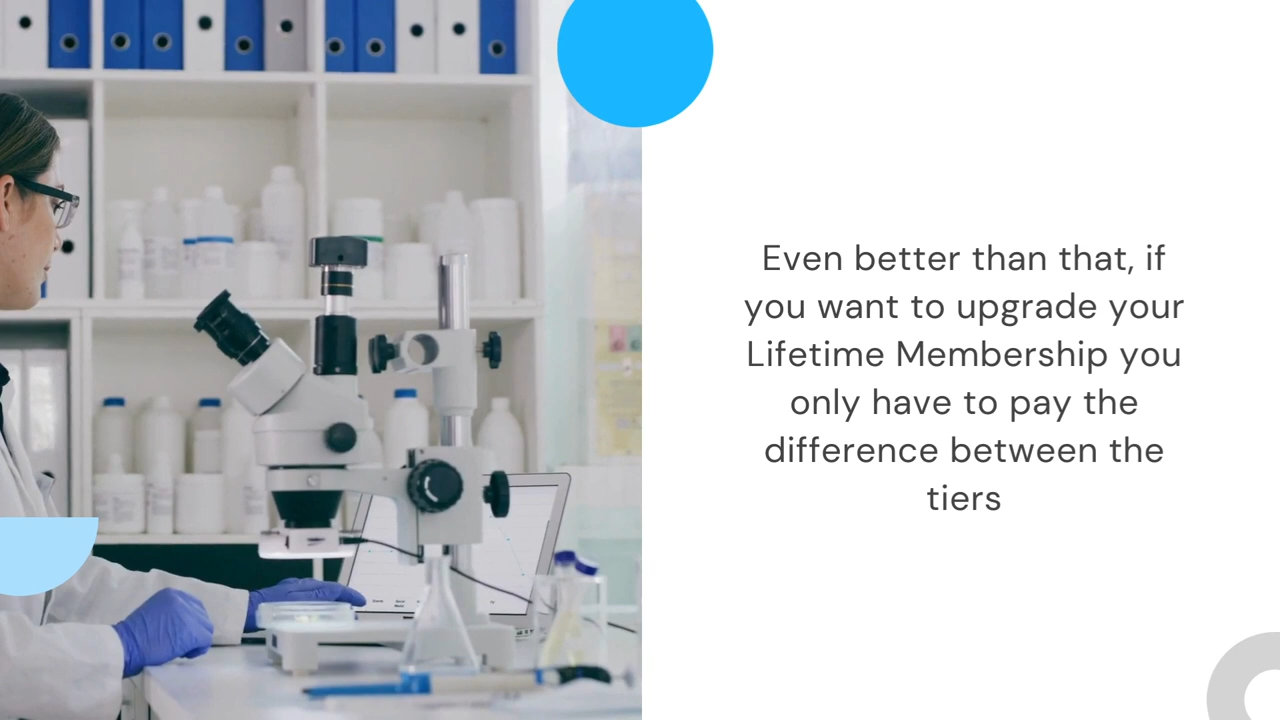 Even better than that, if
you want to upgrade your
Lifetime Membership you
only have to pay the
difference between the
tiers